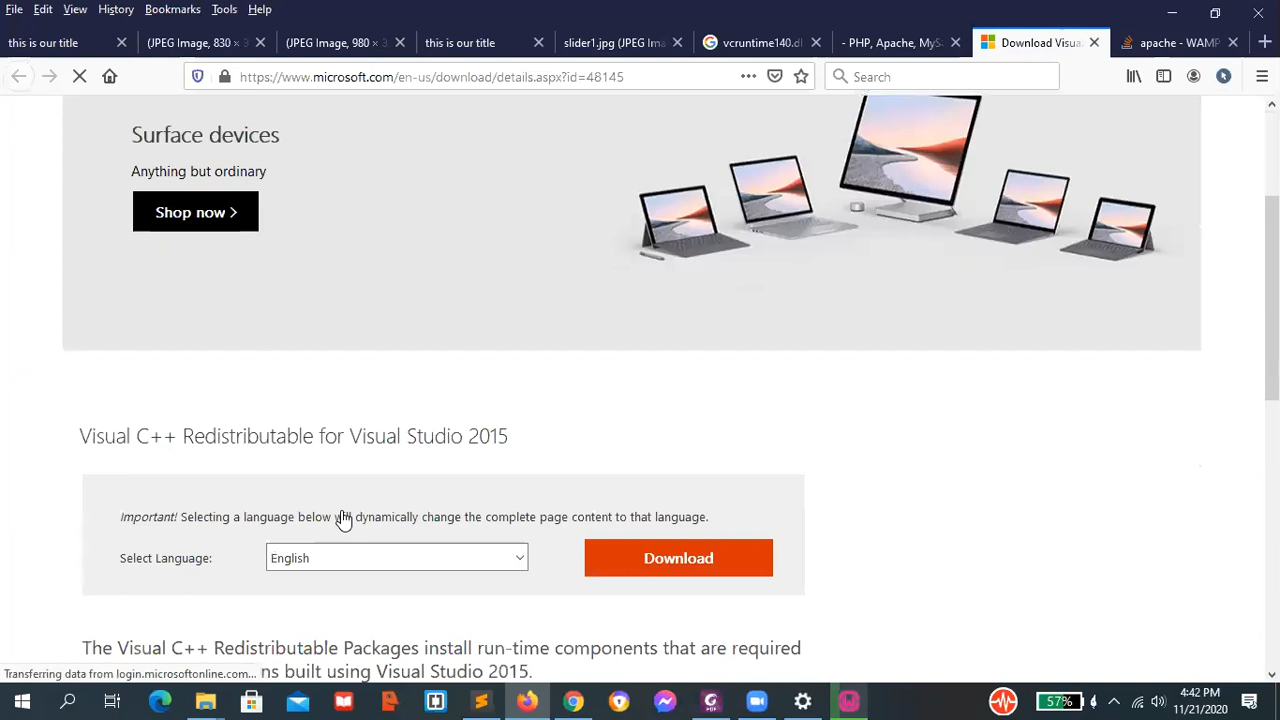 File Edit View History Bookmarks Tools Help
this is our title
(JPEG Image, 830 ×
(JPEG Image, 980 ×
this is our title
slider1.jpg (JPEG Ima
vcruntime140.d
- PHP, Apache, MyS
Download Visua
apache - WAMP
https://www.microsoft.com/en-us/download/details.aspx?id=48145
Search
Surface devices
Anything but ordinary
Shop now
Visual C++ Redistributable for Visual Studio 2015
Important! Selecting a language below will dynamically change the complete page content to that language.
Select Language: English Download
The Visual C++ Redistributable Packages install run-time components that are required
ns built using Visual Studio 2015.
Transferring data from login.microsoftonline.com...
57%
4:42 PM
11/21/2020